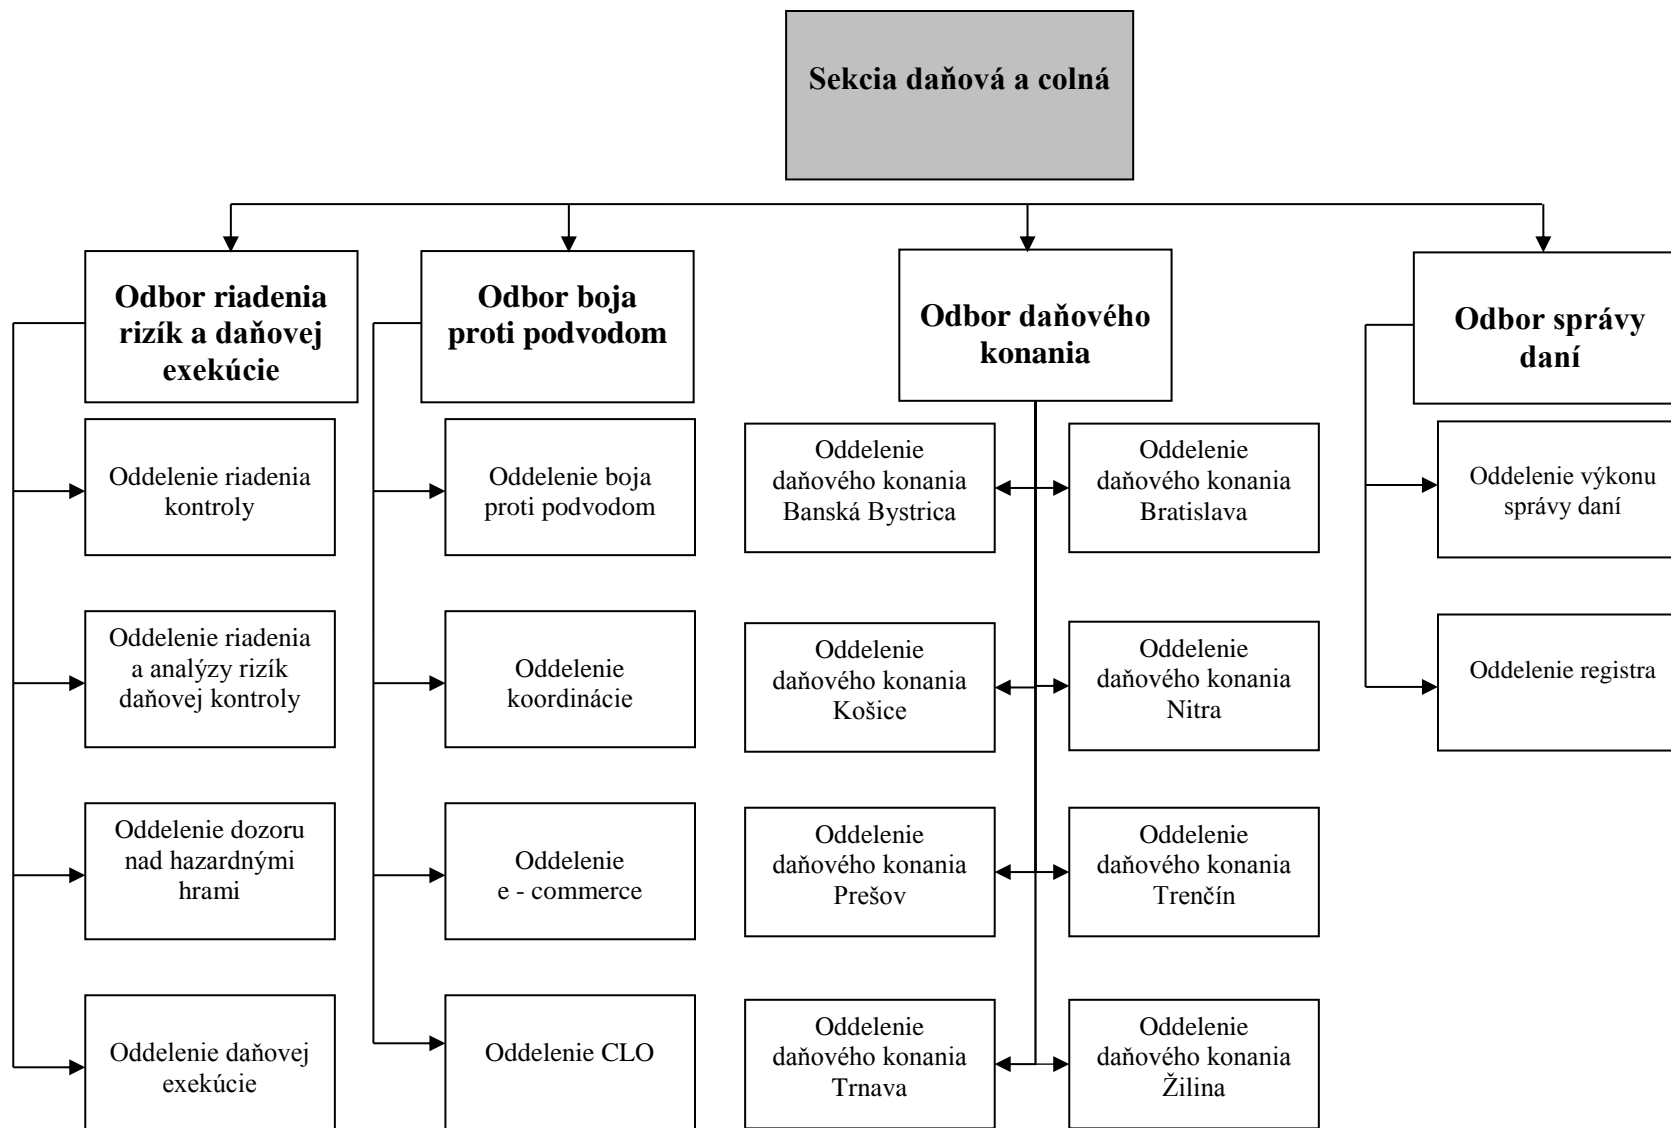 Sekcia daňová a colná
Odbor riadenia
rizík a daňovej
exekúcie
Odbor boja
proti podvodom
Odbor daňového
konania
Odbor správy
daní
Oddelenie riadenia
kontroly
Oddelenie riadenia
a analýzy rizík
daňovej kontroly
Oddelenie dozoru
nad hazardnými
hrami
Oddelenie daňovej
exekúcie
Oddelenie boja
proti podvodom
Oddelenie
koordinácie
Oddelenie
e - commerce
Oddelenie CLO
Oddelenie
daňového konania
Banská Bystrica
Oddelenie
daňového konania
Bratislava
Oddelenie
daňového konania
Košice
Oddelenie
daňového konania
Nitra
Oddelenie
daňového konania
Prešov
Oddelenie
daňového konania
Trenčín
Oddelenie
daňového konania
Trnava
Oddelenie
daňového konania
Žilina
Oddelenie výkonu
správy daní
Oddelenie registra